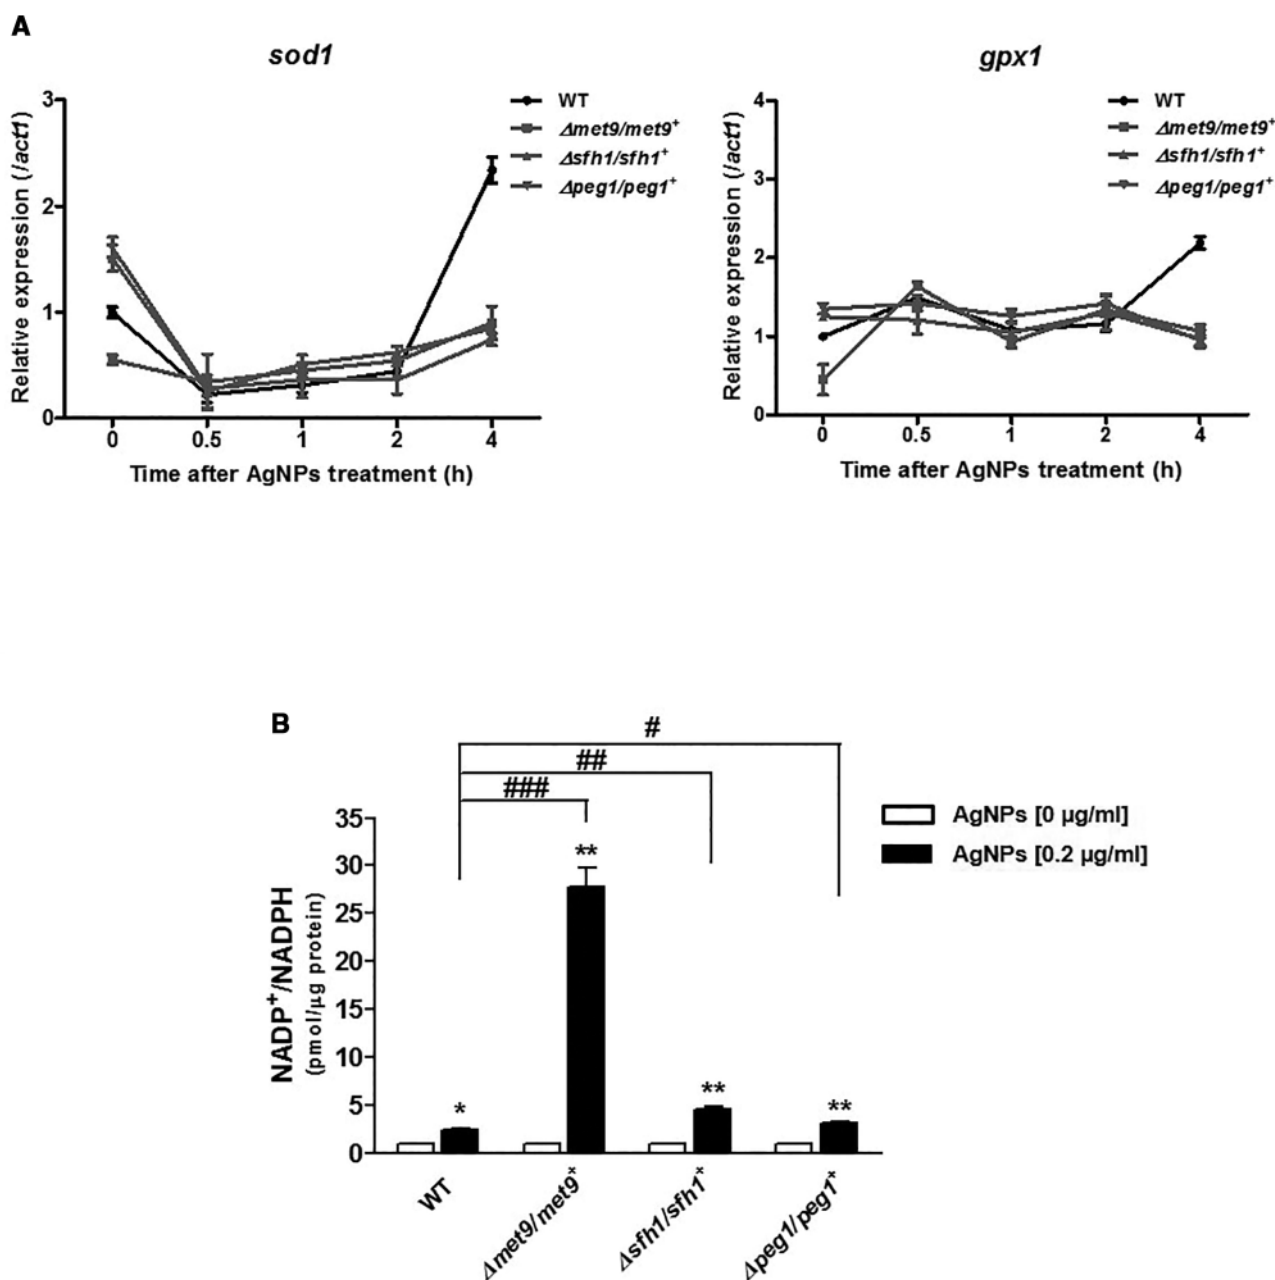 A
sod1
3
2
1
0
Relative expression (/act1)
WT
Δmet9/met9+
Δsfh1/sfh1+
Δpeg1/peg1+
0 0.5 1 2 4
Time after AgNPs treatment (h)
gpx1
4
3
2
1
0
Relative expression (/act1)
WT
Δmet9/met9+
Δsfh1/sfh1+
Δpeg1/peg1+
0 0.5 1 2 4
Time after AgNPs treatment (h)
B
#
##
###
35
30
25
20
15
10
5
0
NADP+/NADPH
(pmol/µg protein)
*
**
**
**
AgNPs [0 µg/ml]
AgNPs [0.2 µg/ml]
WT
Δmet9/met9+
Δsfh1/sfh1+
Δpeg1/peg1+